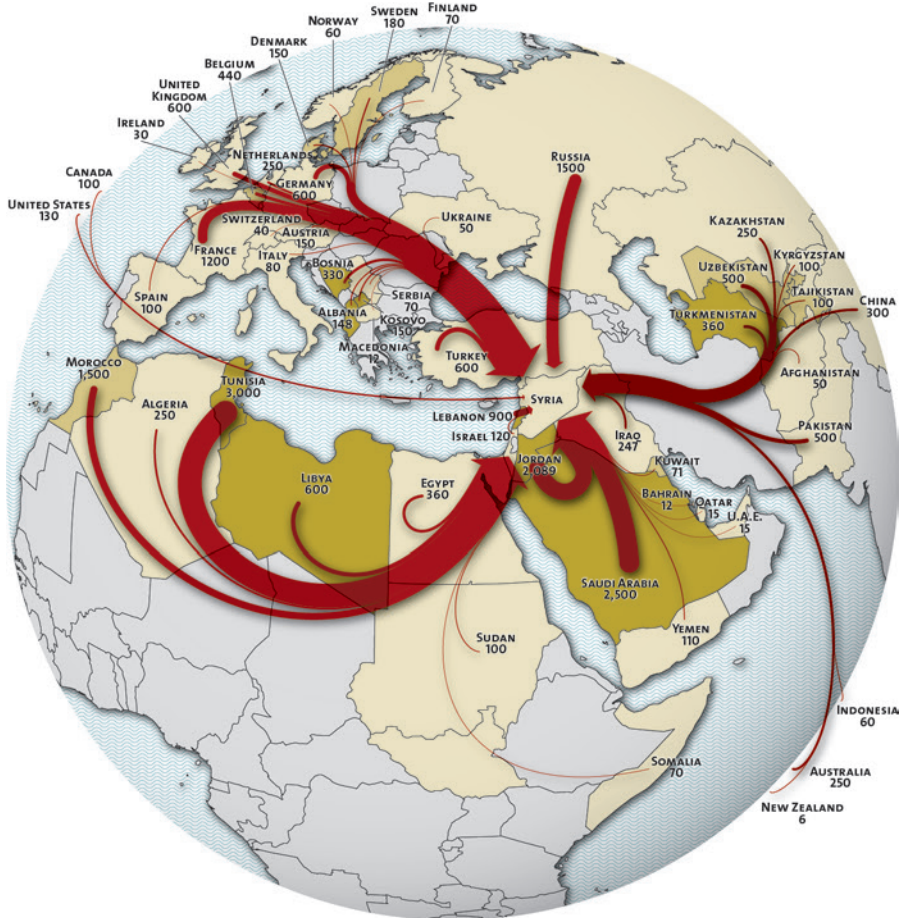 SWEDEN
180
FINLAND
70
NORWAY
60
DENMARK
150
BELGIUM
440
UNITED
KINGDOM
600
IRELAND
30
CANADA
100
UNITED STATES
130
NETHERLANDS
250
GERMANY
600
RUSSIA
1500
SWITZERLAND
40
AUSTRIA
150
UKRAINE
50
FRANCE
1200
ITALY
80
BOSNIA
330
SPAIN
100
SERBIA
70
ALBANIA
148
KOSOVO
150
MACEDONIA
12
TURKEY
600
KAZAKHSTAN
250
KYRGYZSTAN
100
UZBEKISTAN
500
TAJIKISTAN
100
CHINA
300
TURKMENISTAN
360
AFGHANISTAN
50
PAKISTAN
500
MOROCCO
1,500
ALGERIA
250
TUNISIA
3,000
SYRIA
LEBANON 900
ISRAEL 120
IRAQ
247
JORDAN
2,089
KUWAIT
71
BAHRAIN
12
QATAR
15
U.A.E.
15
LIBYA
600
EGYPT
360
SAUDI ARABIA
2,500
YEMEN
110
SUDAN
100
SOMALIA
70
INDONESIA
60
AUSTRALIA
250
NEW ZEALAND
6